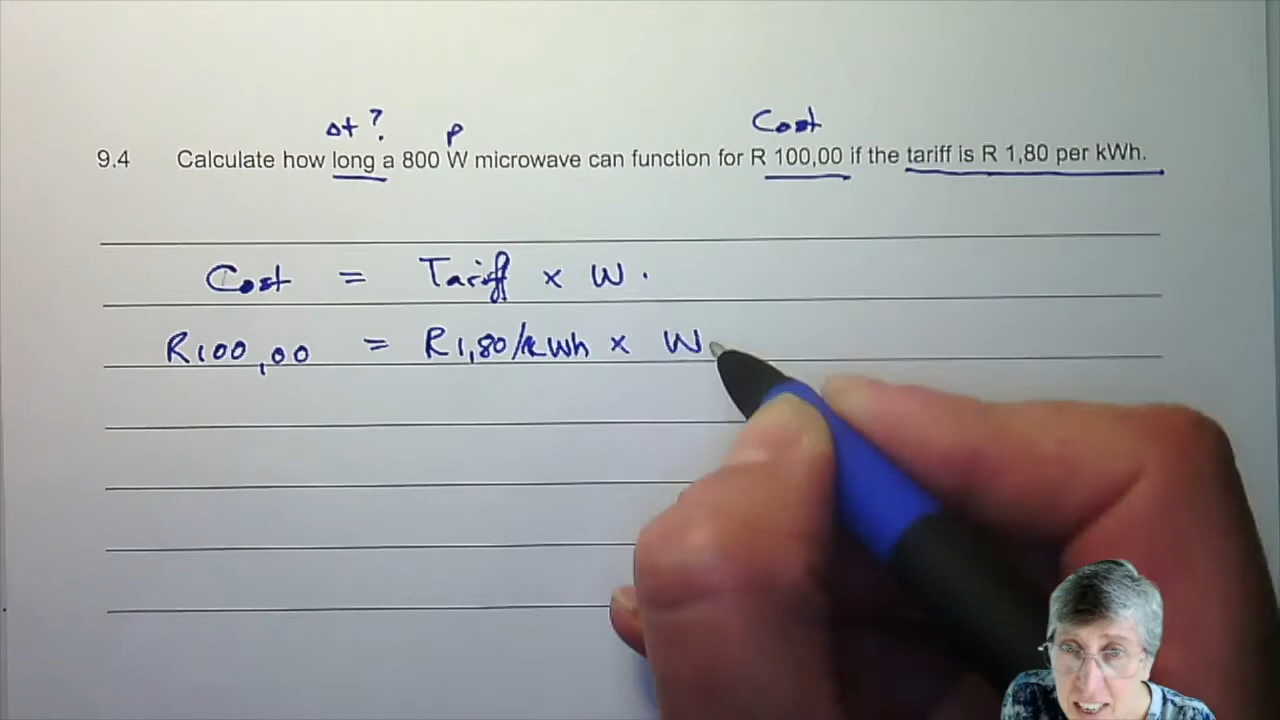 Δt ? P Cost
9.4 Calculate how long a 800 W microwave can function for R 100,00 if the tariff is R 1,80 per kWh.
Cost = Tariff × W.
R100,00 = R1,80/kWh × W